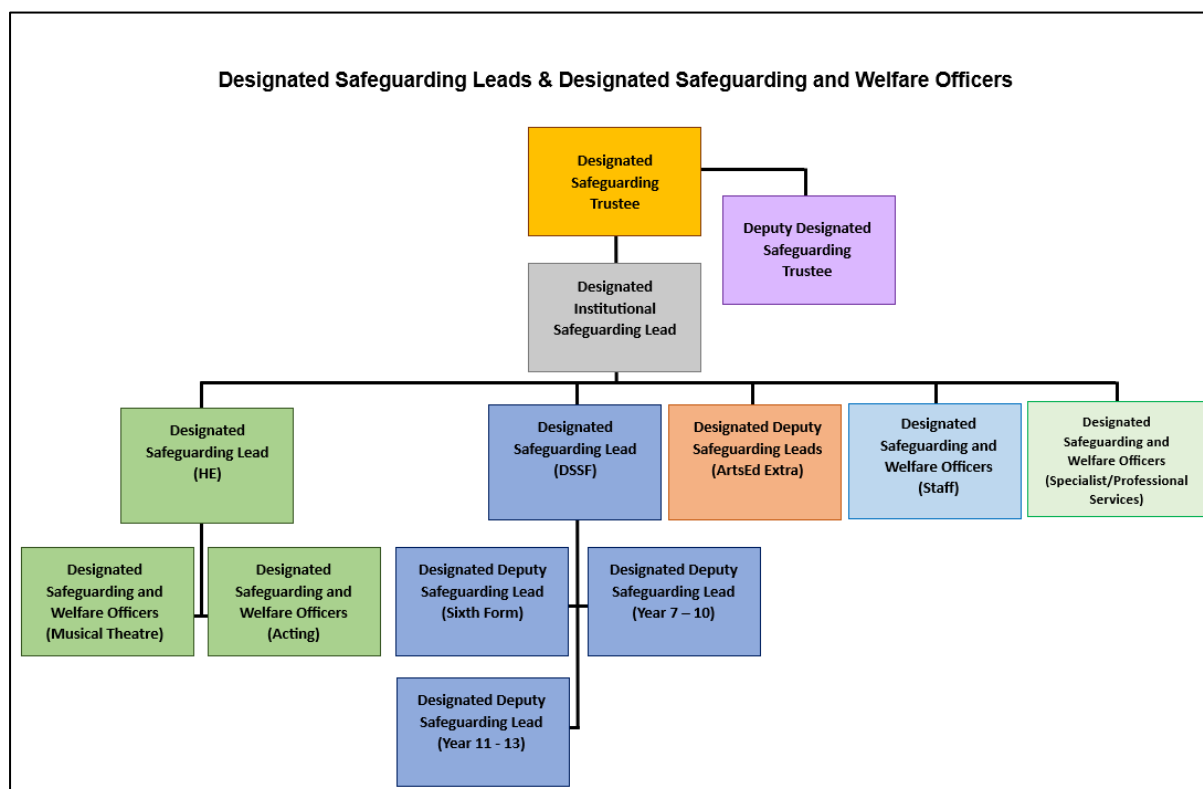 Designated Safeguarding Leads & Designated Safeguarding and Welfare Officers
Designated
Safeguarding
Trustee
Deputy Designated
Safeguarding
Trustee
Designated
Institutional
Safeguarding Lead
Designated
Safeguarding Lead
(HE)
Designated
Safeguarding Lead
(DSSF)
Designated Deputy
Safeguarding Leads
(ArtsEd Extra)
Designated
Safeguarding and
Welfare Officers
(Staff)
Designated
Safeguarding and
Welfare Officers
(Specialist/Professional
Services)
Designated
Safeguarding and
Welfare Officers
(Musical Theatre)
Designated
Safeguarding and
Welfare Officers
(Acting)
Designated Deputy
Safeguarding Lead
(Sixth Form)
Designated Deputy
Safeguarding Lead
(Year 7 – 10)
Designated Deputy
Safeguarding Lead
(Year 11 - 13)